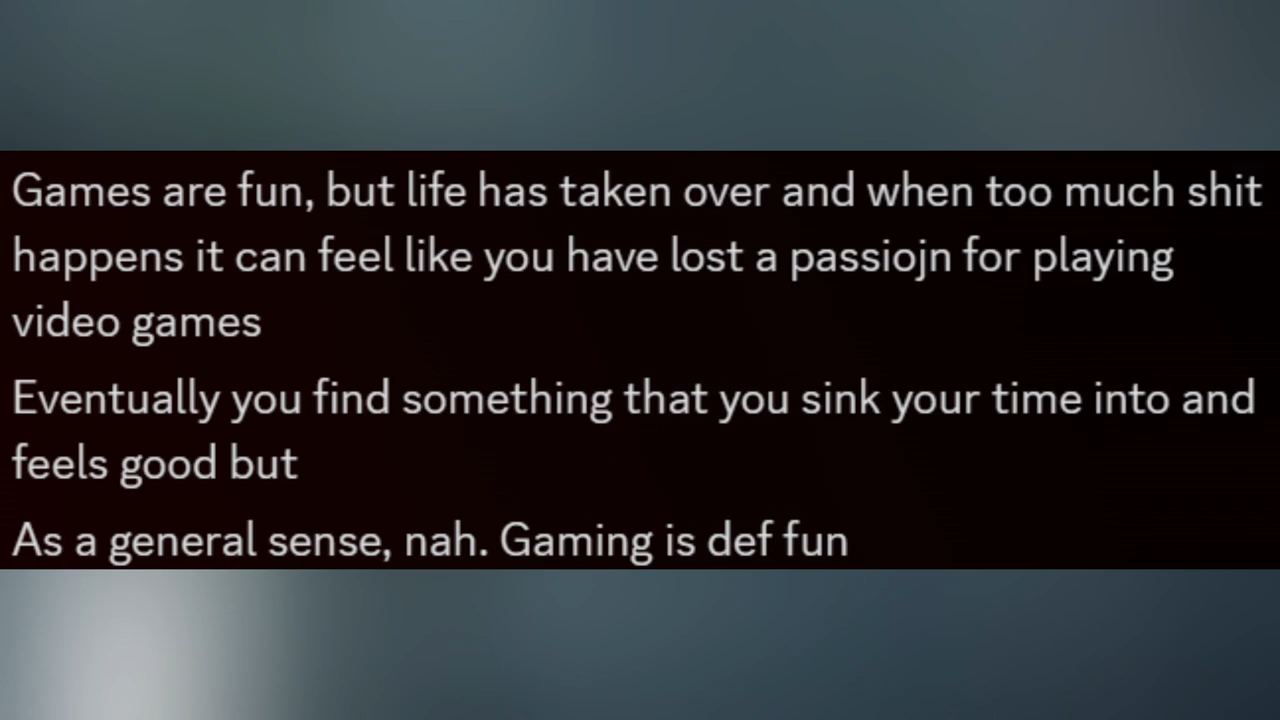 Games are fun, but life has taken over and when too much shit
happens it can feel like you have lost a passiojn for playing
video games
Eventually you find something that you sink your time into and
feels good but
As a general sense, nah. Gaming is def fun